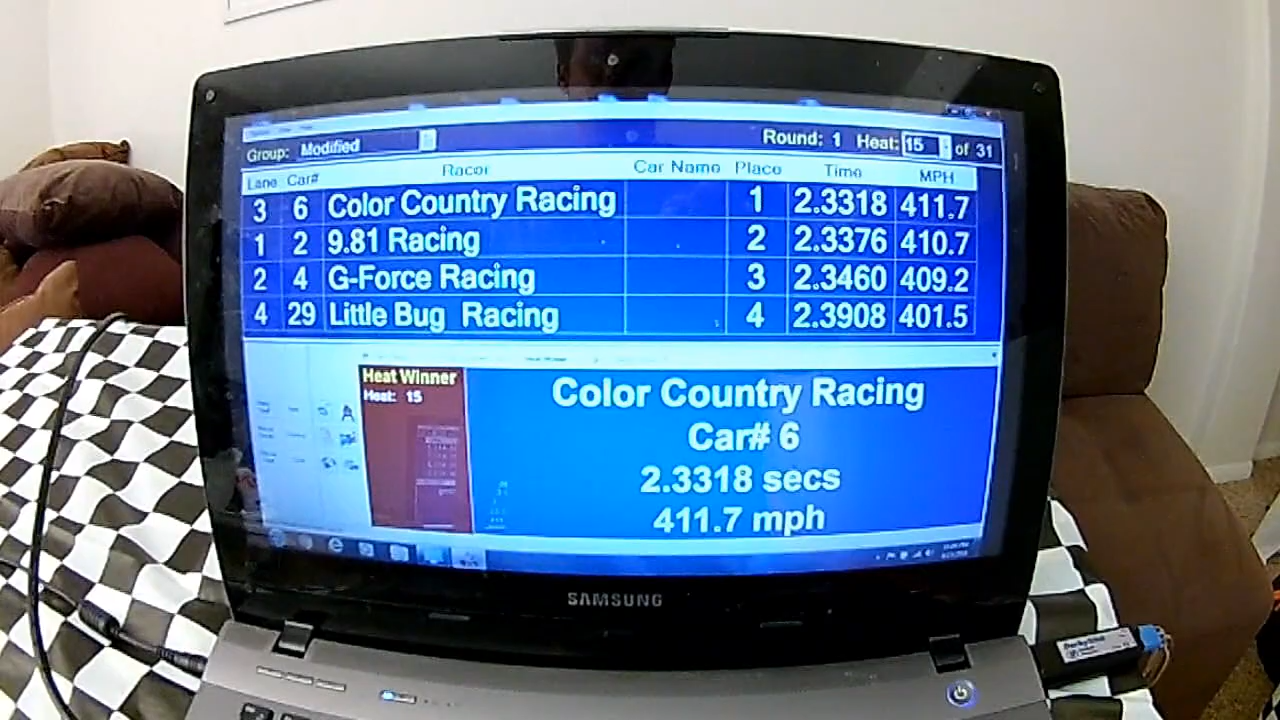 Group: Modified Round: 1 Heat: 15 of 31
Lane Car# Racer Car Name Place Time MPH
3 6 Color Country Racing 1 2.3318 411.7
1 2 9.81 Racing 2 2.3376 410.7
2 4 G-Force Racing 3 2.3460 409.2
4 29 Little Bug Racing 4 2.3908 401.5
Heat Winner
Heat: 15
Color Country Racing
Car# 6
2.3318 secs
411.7 mph
SAMSUNG